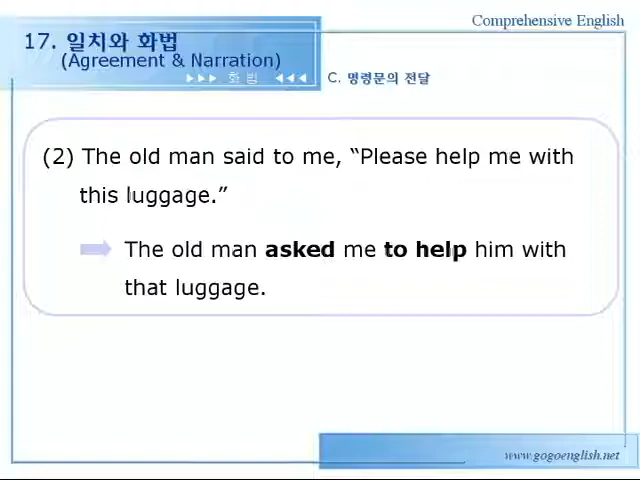 Comprehensive English
17. 일치와 화법
(Agreement & Narration)
▶▶▶ 화 법 ◀◀◀
C. 명령문의 전달
(2) The old man said to me, “Please help me with
this luggage.”
The old man asked me to help him with
that luggage.
www.gogoenglish.net